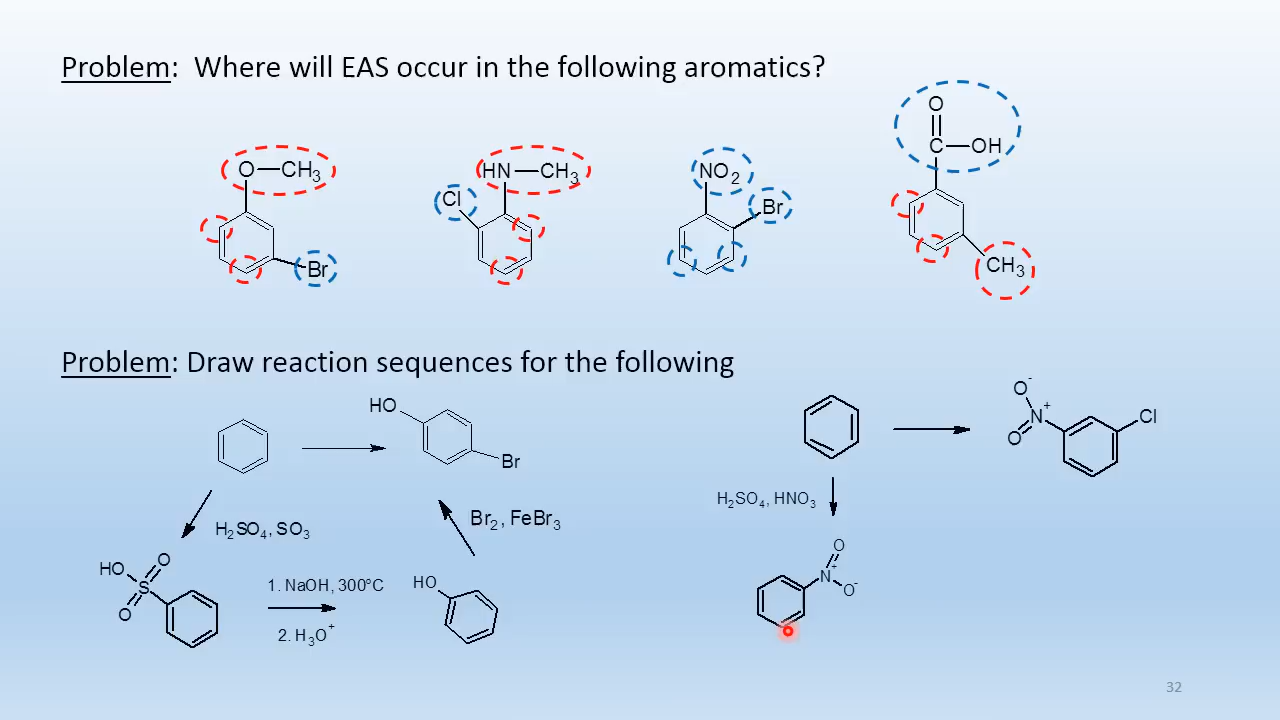 Problem: Where will EAS occur in the following aromatics?
O
C—OH
O—CH₃
HN—CH₃
NO₂
Cl
Br
Br
CH₃
Problem: Draw reaction sequences for the following
O⁻
HO
N⁺
Cl
O
Br
H₂SO₄, HNO₃
Br₂, FeBr₃
H₂SO₄, SO₃
O
O
HO
S
1. NaOH, 300°C
HO
N⁺
O⁻
O
2. H₃O⁺
32